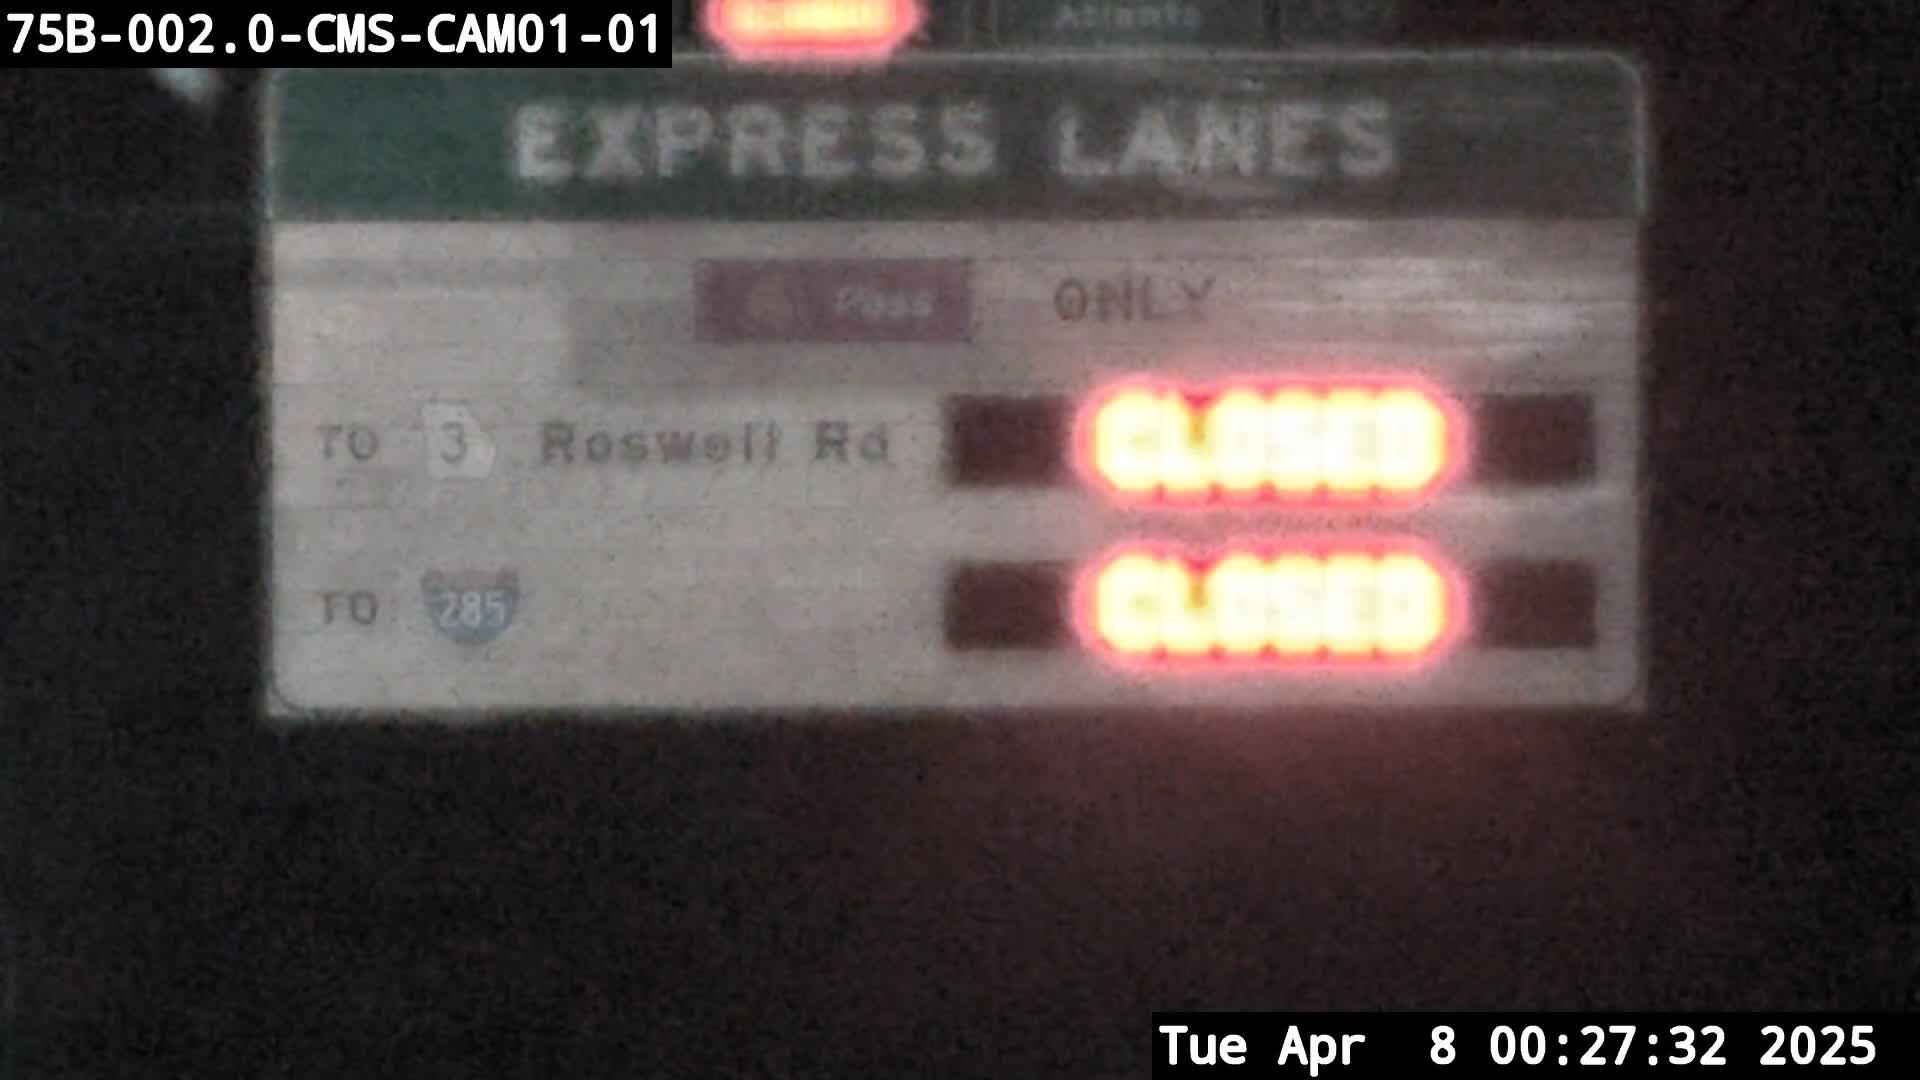 75B-002.0-CMS-CAM01-01
Atlanta
EXPRESS LANES
Pass ONLY
TO 3 Roswell Rd CLOSED
TO 285 CLOSED
Tue Apr 8 00:27:32 2025